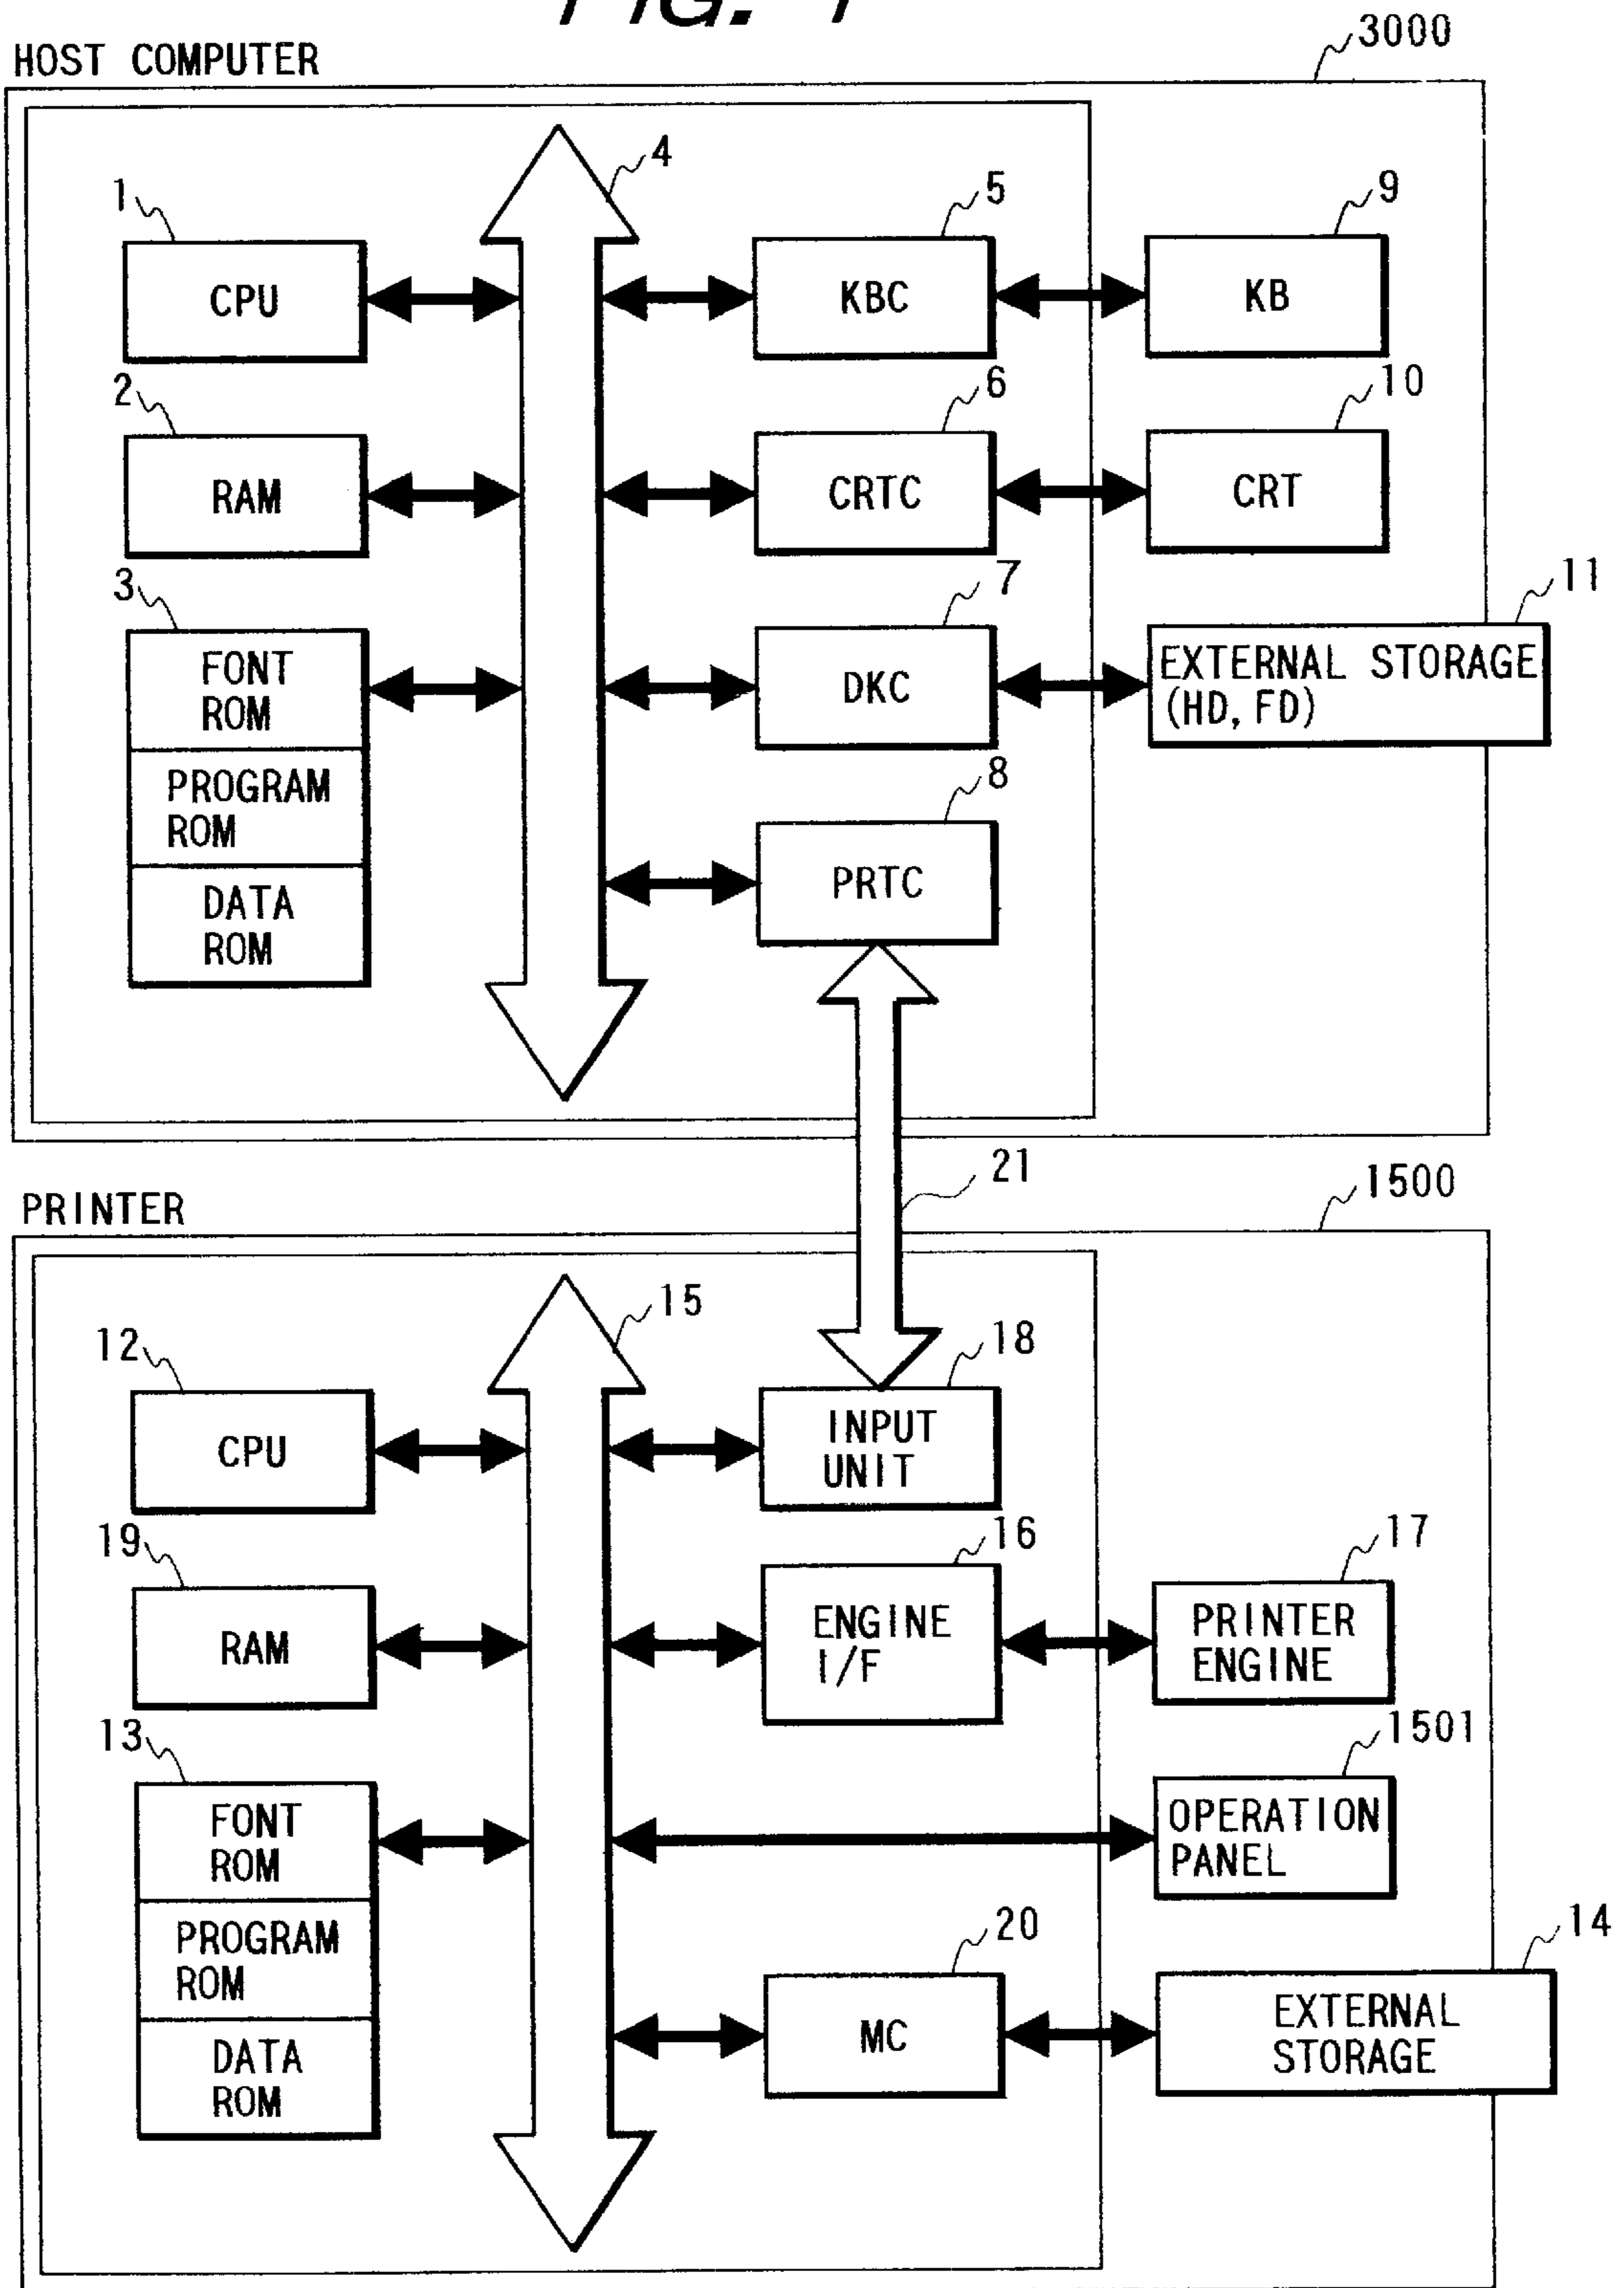 FIG. 1
HOST COMPUTER
3000
4
1
CPU
5
KBC
9
KB
2
RAM
6
CRTC
10
CRT
3
FONT
ROM
PROGRAM
ROM
DATA
ROM
7
DKC
11
EXTERNAL STORAGE
(HD, FD)
8
PRTC
21
PRINTER
1500
15
12
CPU
18
INPUT
UNIT
19
RAM
16
ENGINE
I/F
17
PRINTER
ENGINE
13
FONT
ROM
PROGRAM
ROM
DATA
ROM
1501
OPERATION
PANEL
20
MC
14
EXTERNAL
STORAGE